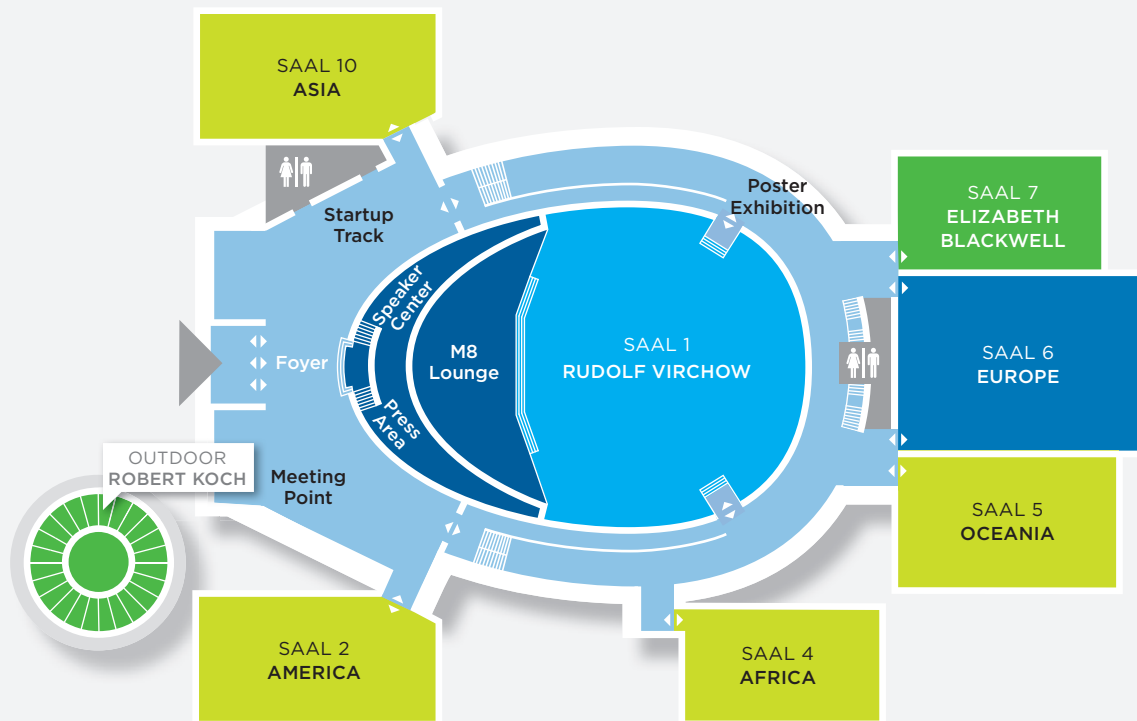 SAAL 10
ASIA
Startup
Track
Poster
Exhibition
SAAL 7
ELIZABETH
BLACKWELL
Speaker
Center
Foyer
M8
Lounge
SAAL 1
RUDOLF VIRCHOW
SAAL 6
EUROPE
Press
Area
OUTDOOR
ROBERT KOCH
Meeting
Point
SAAL 5
OCEANIA
SAAL 2
AMERICA
SAAL 4
AFRICA